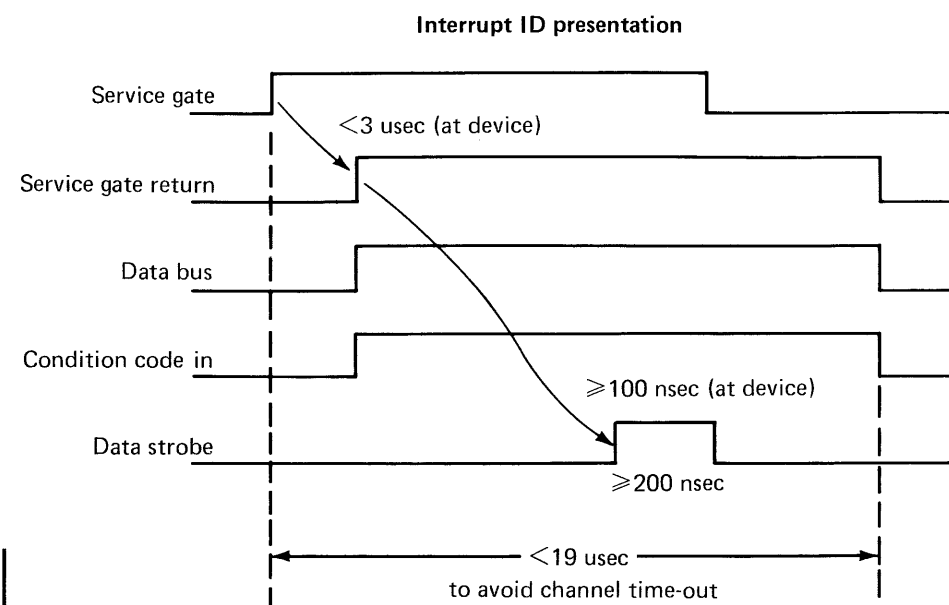 Interrupt ID presentation
Service gate
<3 usec (at device)
Service gate return
Data bus
Condition code in
⩾100 nsec (at device)
Data strobe
⩾200 nsec
<19 usec
to avoid channel time-out